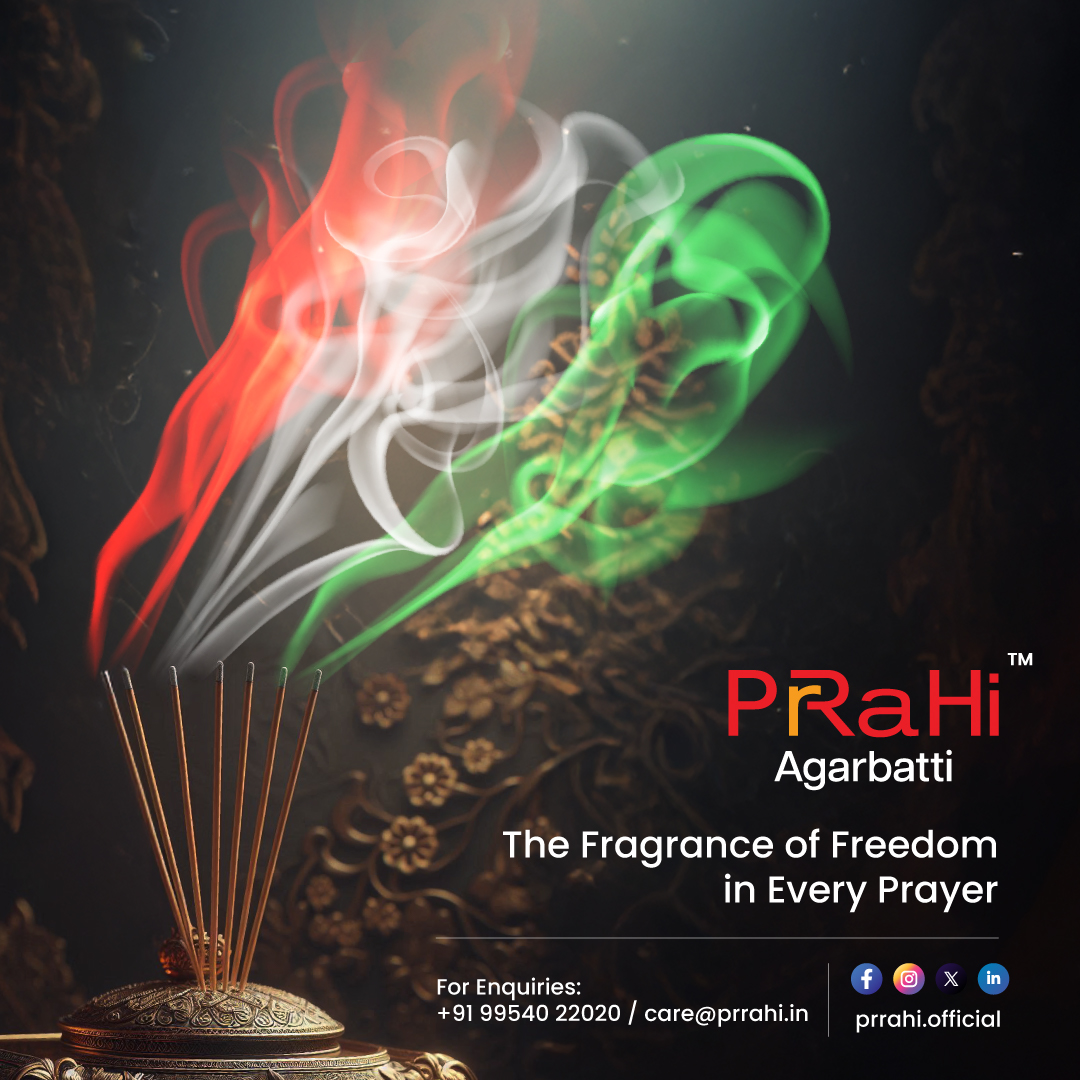 PRRaHi™
Agarbatti
The Fragrance of Freedom
in Every Prayer
For Enquiries:
+91 99540 22020 / care@prrahi.in
prrahi.official